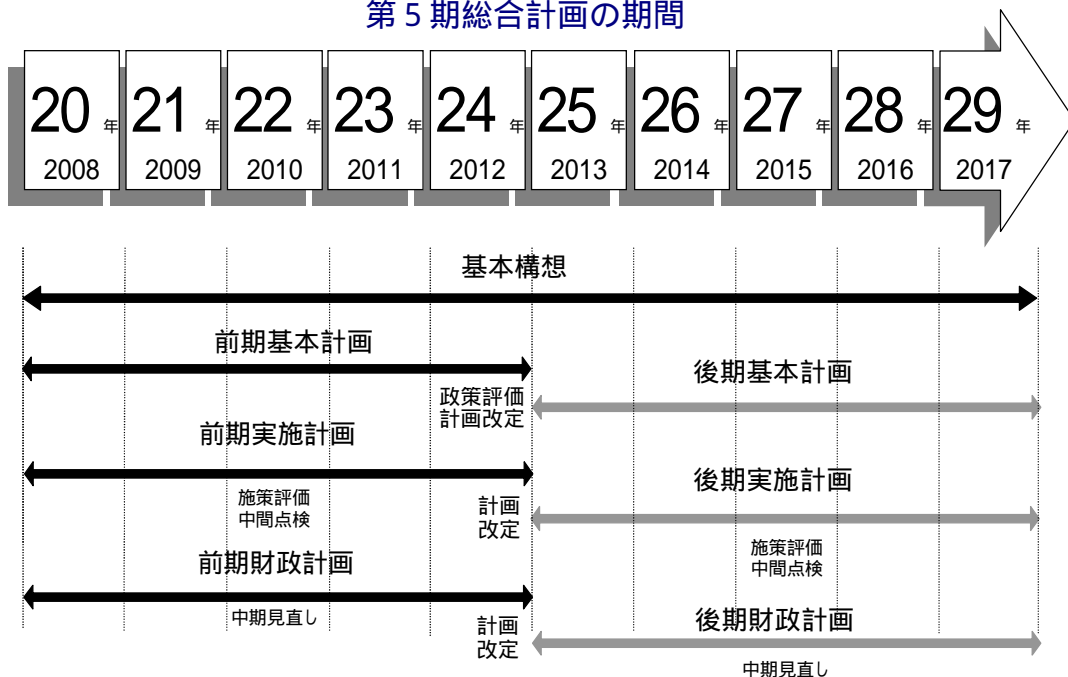 第5期総合計画の期間
20年 21年 22年 23年 24年 25年 26年 27年 28年 29年
2008 2009 2010 2011 2012 2013 2014 2015 2016 2017
基本構想
前期基本計画
後期基本計画
政策評価
計画改定
前期実施計画
後期実施計画
施策評価
中間点検
計画
改定
施策評価
中間点検
前期財政計画
中期見直し
後期財政計画
計画
改定
中期見直し